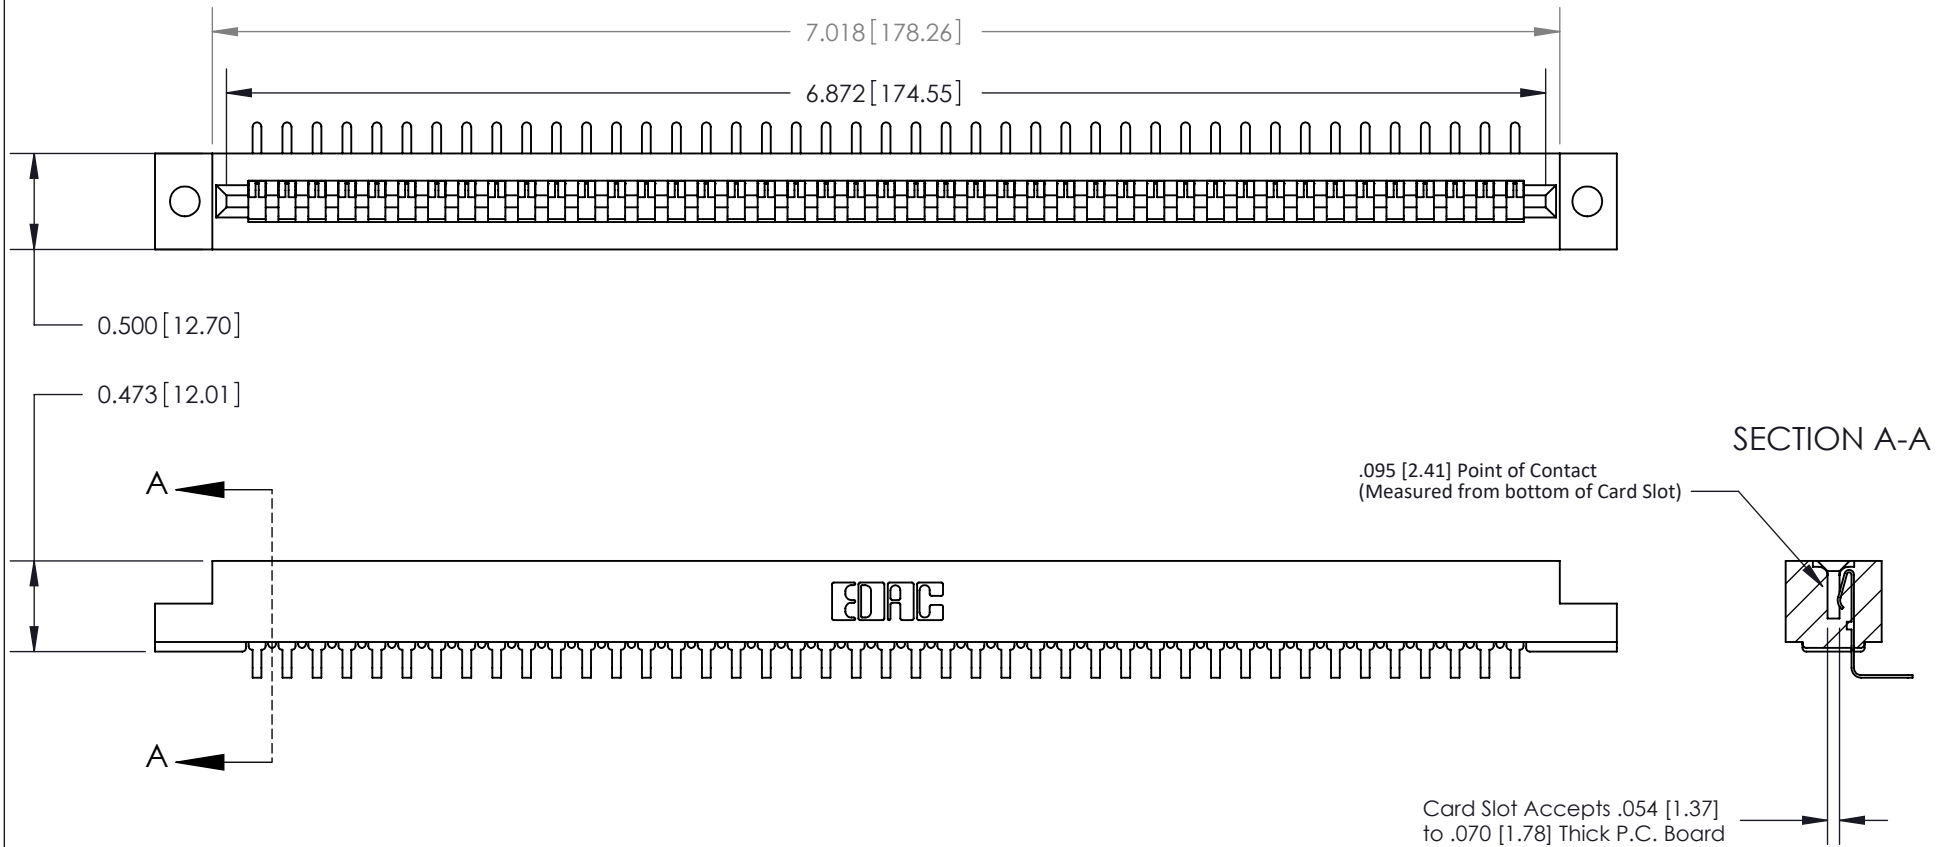 7.018[178.26]
6.872[174.55]
0.500[12.70]
0.473[12.01]
SECTION A-A
.095 [2.41] Point of Contact
(Measured from bottom of Card Slot)
A
EDAC
A
Card Slot Accepts .054 [1.37]
to .070 [1.78] Thick P.C. Board